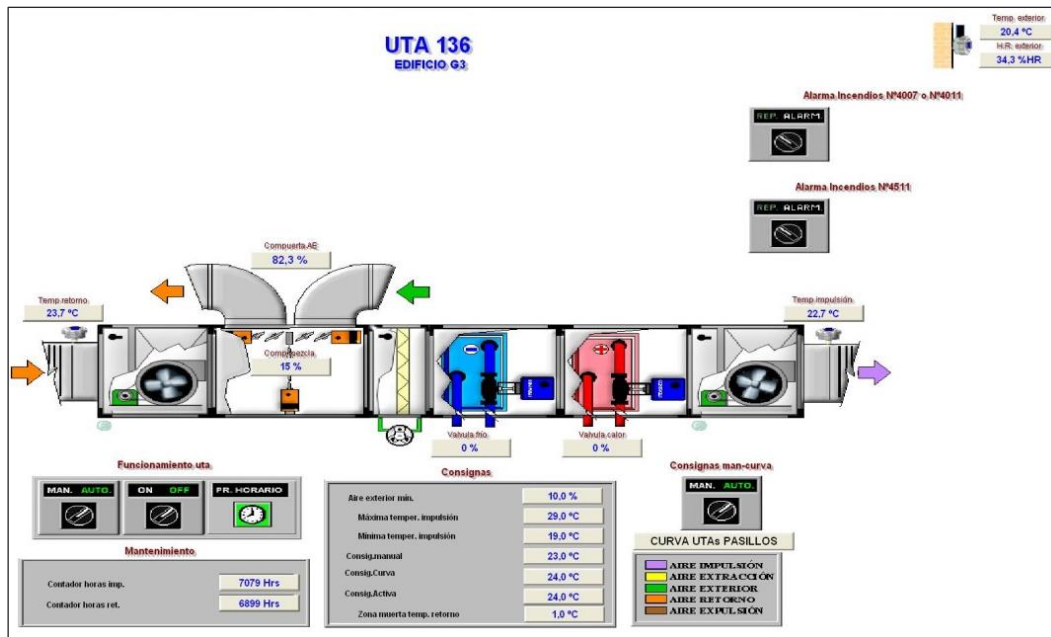 UTA 136
EDIFICIO G3
Temp. exterior
20,4 ºC
H.R. exterior
34,3 %HR
Alarma Incendios Nº4007 o Nº4011
REP. ALARM.
Alarma Incendios Nº4511
REP. ALARM.
Compuerta AE
82,3 %
Temp retorno
23,7 ºC
Temp impulsión
22,7 ºC
Comp mezcla
15 %
Valvula frio
0 %
Valvula calor
0 %
Funcionamiento uta
MAN. AUTO.
ON OFF
PR. HORARIO
Mantenimiento
Contador horas imp. 7079 Hrs
Contador horas ret. 6899 Hrs
Consignas
Aire exterior min. 10,0 %
Máxima temper. impulsión 29,0 ºC
Mínima temper. impulsión 19,0 ºC
Consig.manual 23,0 ºC
Consig.Curva 24,0 ºC
Consig.Activa 24,0 ºC
Zona muerta temp. retorno 1,0 ºC
Consignas man-curva
MAN. AUTO.
CURVA UTAs PASILLOS
AIRE IMPULSIÓN
AIRE EXTRACCIÓN
AIRE EXTERIOR
AIRE RETORNO
AIRE EXPULSIÓN